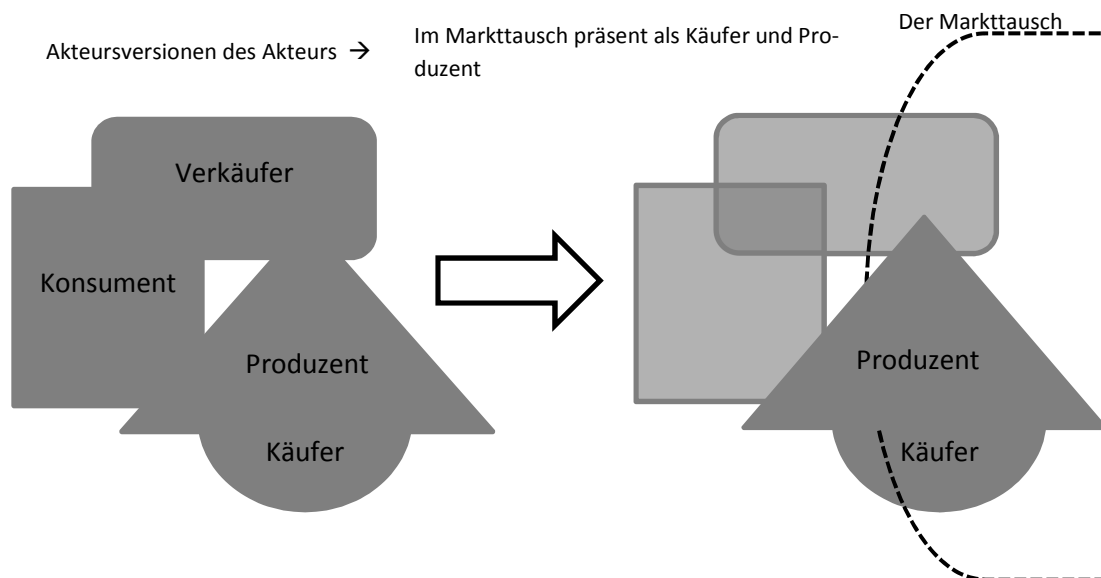 Der Markttausch
Akteursversionen des Akteurs →
Im Markttausch präsent als Käufer und Pro-
duzent
Verkäufer
Konsument
Produzent
Käufer
Produzent
Käufer